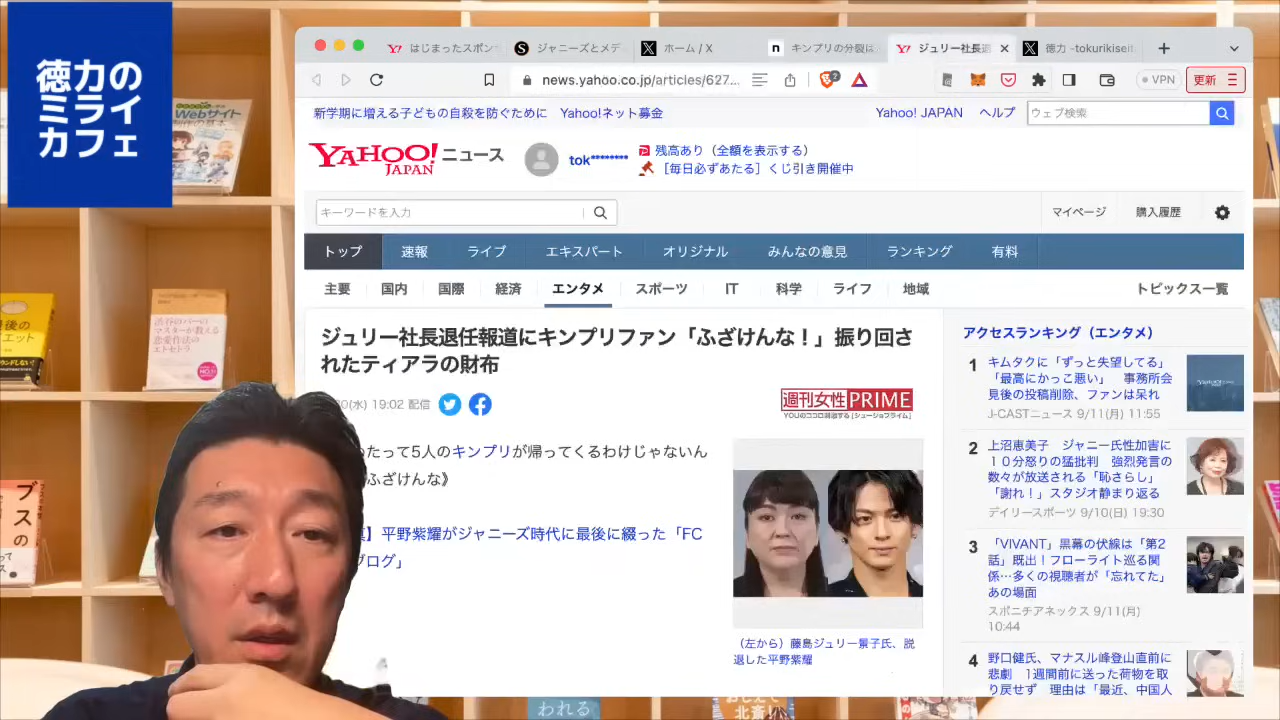 徳力の
ミライ
カフェ
はじまったスポン
ジャニーズとメデ
ホーム / X
キンプリの分裂は
ジュリー社長退
徳力 -tokurikiseit
news.yahoo.co.jp/articles/627...
2
VPN
更新
新学期に増える子どもの自殺を防ぐために Yahoo!ネット募金
Yahoo! JAPAN ヘルプ
ウェブ検索
YAHOO! JAPAN ニュース
tok********
残高あり（全額を表示する）
［毎日必ずあたる］くじ引き開催中
キーワードを入力
マイページ 購入履歴
トップ 速報 ライブ エキスパート オリジナル みんなの意見 ランキング 有料
主要 国内 国際 経済 エンタメ スポーツ IT 科学 ライフ 地域 トピックス一覧
ジュリー社長退任報道にキンプリファン「ふざけんな！」振り回さ
れたティアラの財布
0(水) 19:02 配信
週刊女性PRIME
たって5人のキンプリが帰ってくるわけじゃないん
ふざけんな》
】平野紫耀がジャニーズ時代に最後に綴った「FC
ブログ」
（左から）藤島ジュリー景子氏、脱
退した平野紫耀
アクセスランキング（エンタメ）
1 キムタクに「ずっと失望してる」
「最高にかっこ悪い」 事務所会
見後の投稿削除、ファンは呆れ
J-CASTニュース 9/11(月) 11:55
2 上沼恵美子 ジャニー氏性加害に
１０分怒りの猛批判 強烈発言の
数々が放送される「恥さらし」
「謝れ！」スタジオ静まり返る
デイリースポーツ 9/10(日) 19:30
3 「VIVANT」黒幕の伏線は「第2
話」既出！フローライト巡る関
係…多くの視聴者が「忘れてた」
あの場面
スポニチアネックス 9/11(月)
10:44
4 野口健氏、マナスル峰登山直前に
悲劇 1週間前に送った荷物を取
り戻せず 理由は「最近、中国人
Webサイト
ブスの
われる